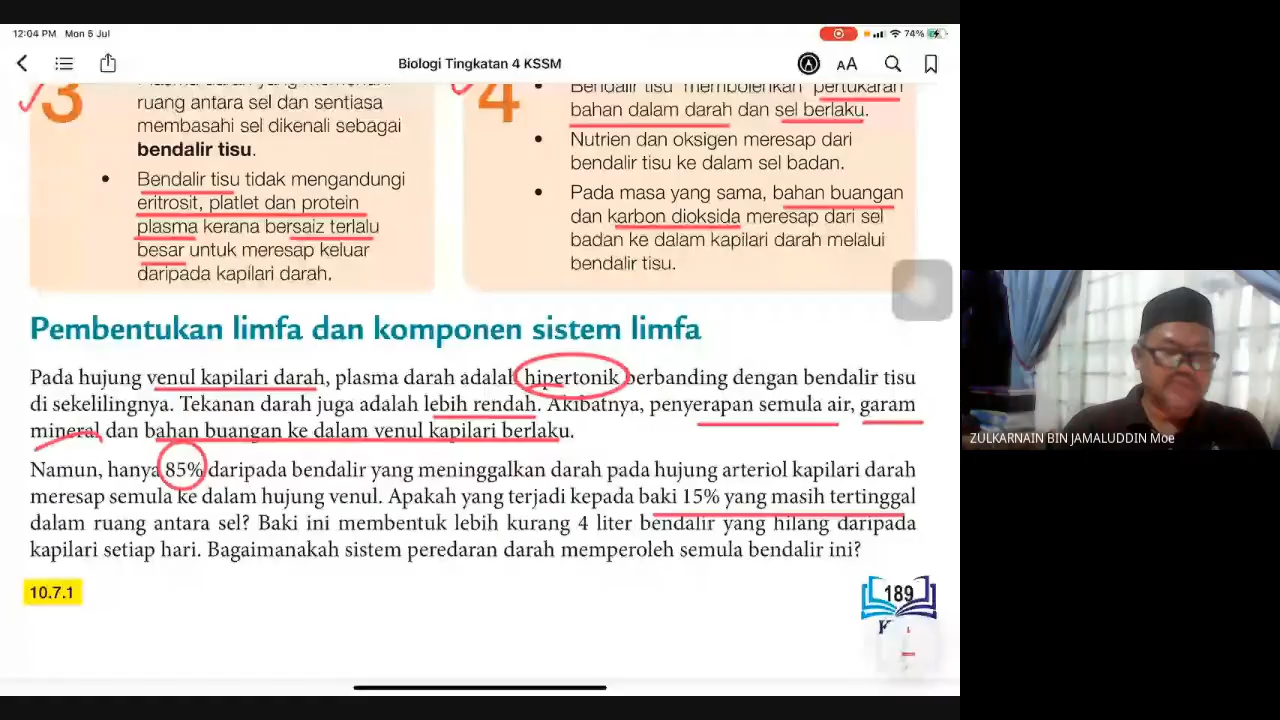 12:04 PM Mon 5 Jul
74%
Biologi Tingkatan 4 KSSM
AA
3
ruang antara sel dan sentiasa
membasahi sel dikenali sebagai
bendalir tisu.
• Bendalir tisu tidak mengandungi
eritrosit, platlet dan protein
plasma kerana bersaiz terlalu
besar untuk meresap keluar
daripada kapilari darah.
4
• Bendalir tisu membolehkan pertukaran
bahan dalam darah dan sel berlaku.
• Nutrien dan oksigen meresap dari
bendalir tisu ke dalam sel badan.
• Pada masa yang sama, bahan buangan
dan karbon dioksida meresap dari sel
badan ke dalam kapilari darah melalui
bendalir tisu.
Pembentukan limfa dan komponen sistem limfa
Pada hujung venul kapilari darah, plasma darah adalah hipertonik berbanding dengan bendalir tisu
di sekelilingnya. Tekanan darah juga adalah lebih rendah. Akibatnya, penyerapan semula air, garam
mineral dan bahan buangan ke dalam venul kapilari berlaku.
Namun, hanya 85% daripada bendalir yang meninggalkan darah pada hujung arteriol kapilari darah
meresap semula ke dalam hujung venul. Apakah yang terjadi kepada baki 15% yang masih tertinggal
dalam ruang antara sel? Baki ini membentuk lebih kurang 4 liter bendalir yang hilang daripada
kapilari setiap hari. Bagaimanakah sistem peredaran darah memperoleh semula bendalir ini?
10.7.1
189
ZULKARNAIN BIN JAMALUDDIN Moe